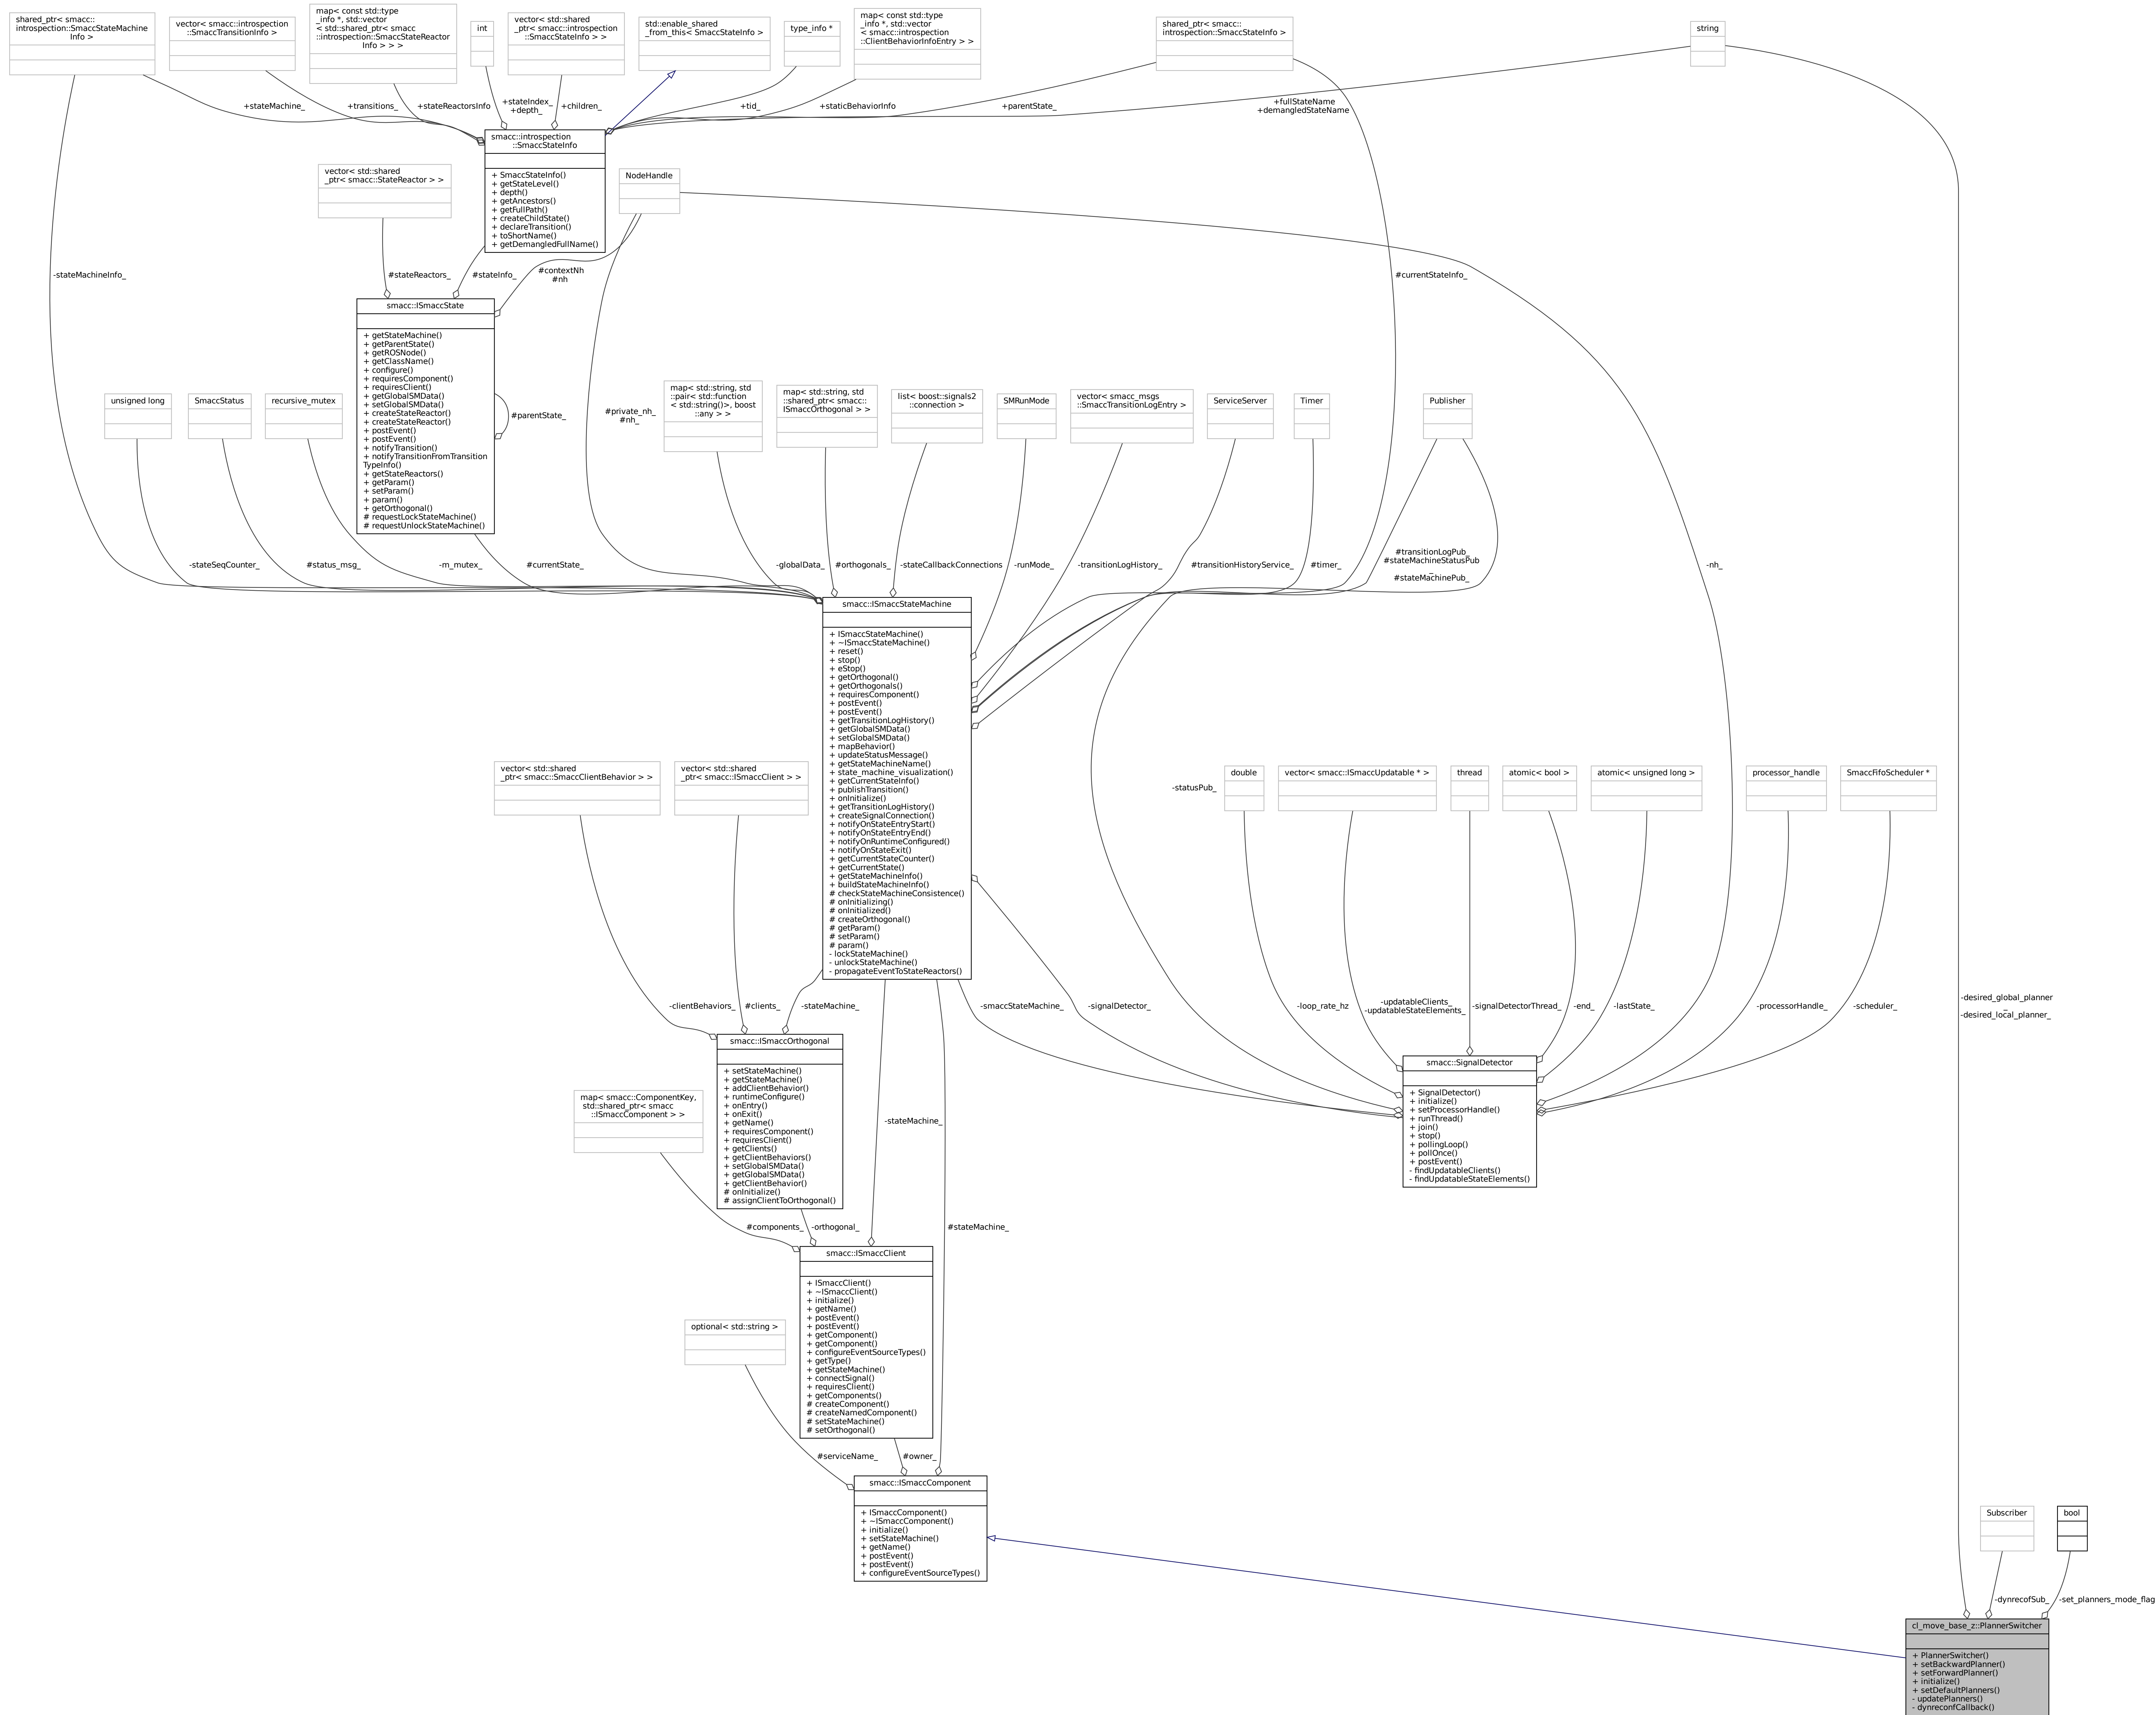 shared_ptr< smacc::
introspection::SmaccStateMachine
Info >
vector< smacc::introspection
::SmaccTransitionInfo >
map< const std::type
_info *, std::vector
< std::shared_ptr< smacc
::introspection::SmaccStateReactor
Info > > >
int
vector< std::shared
_ptr< smacc::introspection
::SmaccStateInfo > >
std::enable_shared
_from_this< SmaccStateInfo >
type_info *
map< const std::type
_info *, std::vector
< smacc::introspection
::ClientBehaviorInfoEntry > >
shared_ptr< smacc::
introspection::SmaccStateInfo >
string
+stateMachine_
+transitions_
+stateReactorsInfo
+stateIndex_
+depth_
+children_
+tid_
+staticBehaviorInfo
+parentState_
+fullStateName
+demangledStateName
smacc::introspection
::SmaccStateInfo
+ SmaccStateInfo()
+ getStateLevel()
+ depth()
+ getAncestors()
+ getFullPath()
+ createChildState()
+ declareTransition()
+ toShortName()
+ getDemangledFullName()
vector< std::shared
_ptr< smacc::StateReactor > >
NodeHandle
-stateMachineInfo_
#stateReactors_
#stateInfo_
#contextNh
#nh
#currentStateInfo_
smacc::ISmaccState
+ getStateMachine()
+ getParentState()
+ getROSNode()
+ getClassName()
+ configure()
+ requiresComponent()
+ requiresClient()
+ getGlobalSMData()
+ setGlobalSMData()
+ createStateReactor()
+ createStateReactor()
+ postEvent()
+ postEvent()
+ notifyTransition()
+ notifyTransitionFromTransition
TypeInfo()
+ getStateReactors()
+ getParam()
+ setParam()
+ param()
+ getOrthogonal()
# requestLockStateMachine()
# requestUnlockStateMachine()
#parentState_
unsigned long
SmaccStatus
recursive_mutex
#private_nh_
#nh_
map< std::string, std
::pair< std::function
< std::string()>, boost
::any > >
map< std::string, std
::shared_ptr< smacc::
ISmaccOrthogonal > >
list< boost::signals2
::connection >
SMRunMode
vector< smacc_msgs
::SmaccTransitionLogEntry >
ServiceServer
Timer
Publisher
-stateSeqCounter_
#status_msg_
-m_mutex_
#currentState_
-globalData_
#orthogonals_
-stateCallbackConnections
-runMode_
-transitionLogHistory_
#transitionHistoryService_
#timer_
#transitionLogPub_
#stateMachineStatusPub
_
#stateMachinePub_
-nh_
smacc::ISmaccStateMachine
+ ISmaccStateMachine()
+ ~ISmaccStateMachine()
+ reset()
+ stop()
+ eStop()
+ getOrthogonal()
+ getOrthogonals()
+ requiresComponent()
+ postEvent()
+ postEvent()
+ getTransitionLogHistory()
+ getGlobalSMData()
+ setGlobalSMData()
+ mapBehavior()
+ updateStatusMessage()
+ getStateMachineName()
+ state_machine_visualization()
+ getCurrentStateInfo()
+ publishTransition()
+ onInitialize()
+ getTransitionLogHistory()
+ createSignalConnection()
+ notifyOnStateEntryStart()
+ notifyOnStateEntryEnd()
+ notifyOnRuntimeConfigured()
+ notifyOnStateExit()
+ getCurrentStateCounter()
+ getCurrentState()
+ getStateMachineInfo()
+ buildStateMachineInfo()
# checkStateMachineConsistence()
# onInitializing()
# onInitialized()
# createOrthogonal()
# getParam()
# setParam()
# param()
- lockStateMachine()
- unlockStateMachine()
- propagateEventToStateReactors()
vector< std::shared
_ptr< smacc::SmaccClientBehavior > >
vector< std::shared
_ptr< smacc::ISmaccClient > >
-statusPub_
double
vector< smacc::ISmaccUpdatable * >
thread
atomic< bool >
atomic< unsigned long >
processor_handle
SmaccFifoScheduler *
-clientBehaviors_
#clients_
-stateMachine_
-smaccStateMachine_
-signalDetector_
-loop_rate_hz
-updatableClients_
-updatableStateElements_
-signalDetectorThread_
-end_
-lastState_
-processorHandle_
-scheduler_
-desired_global_planner
_
-desired_local_planner_
smacc::ISmaccOrthogonal
+ setStateMachine()
+ getStateMachine()
+ addClientBehavior()
+ runtimeConfigure()
+ onEntry()
+ onExit()
+ getName()
+ requiresComponent()
+ requiresClient()
+ getClients()
+ getClientBehaviors()
+ setGlobalSMData()
+ getGlobalSMData()
+ getClientBehavior()
# onInitialize()
# assignClientToOrthogonal()
smacc::SignalDetector
+ SignalDetector()
+ initialize()
+ setProcessorHandle()
+ runThread()
+ join()
+ stop()
+ pollingLoop()
+ pollOnce()
+ postEvent()
- findUpdatableClients()
- findUpdatableStateElements()
map< smacc::ComponentKey,
std::shared_ptr< smacc
::ISmaccComponent > >
-stateMachine_
#components_
-orthogonal_
#stateMachine_
smacc::ISmaccClient
+ ISmaccClient()
+ ~ISmaccClient()
+ initialize()
+ getName()
+ postEvent()
+ postEvent()
+ getComponent()
+ getComponent()
+ configureEventSourceTypes()
+ getType()
+ getStateMachine()
+ connectSignal()
+ requiresClient()
+ getComponents()
# createComponent()
# createNamedComponent()
# setStateMachine()
# setOrthogonal()
optional< std::string >
#serviceName_
#owner_
smacc::ISmaccComponent
+ ISmaccComponent()
+ ~ISmaccComponent()
+ initialize()
+ setStateMachine()
+ getName()
+ postEvent()
+ postEvent()
+ configureEventSourceTypes()
Subscriber
bool
-dynrecofSub_
-set_planners_mode_flag
cl_move_base_z::PlannerSwitcher
+ PlannerSwitcher()
+ setBackwardPlanner()
+ setForwardPlanner()
+ initialize()
+ setDefaultPlanners()
- updatePlanners()
- dynreconfCallback()